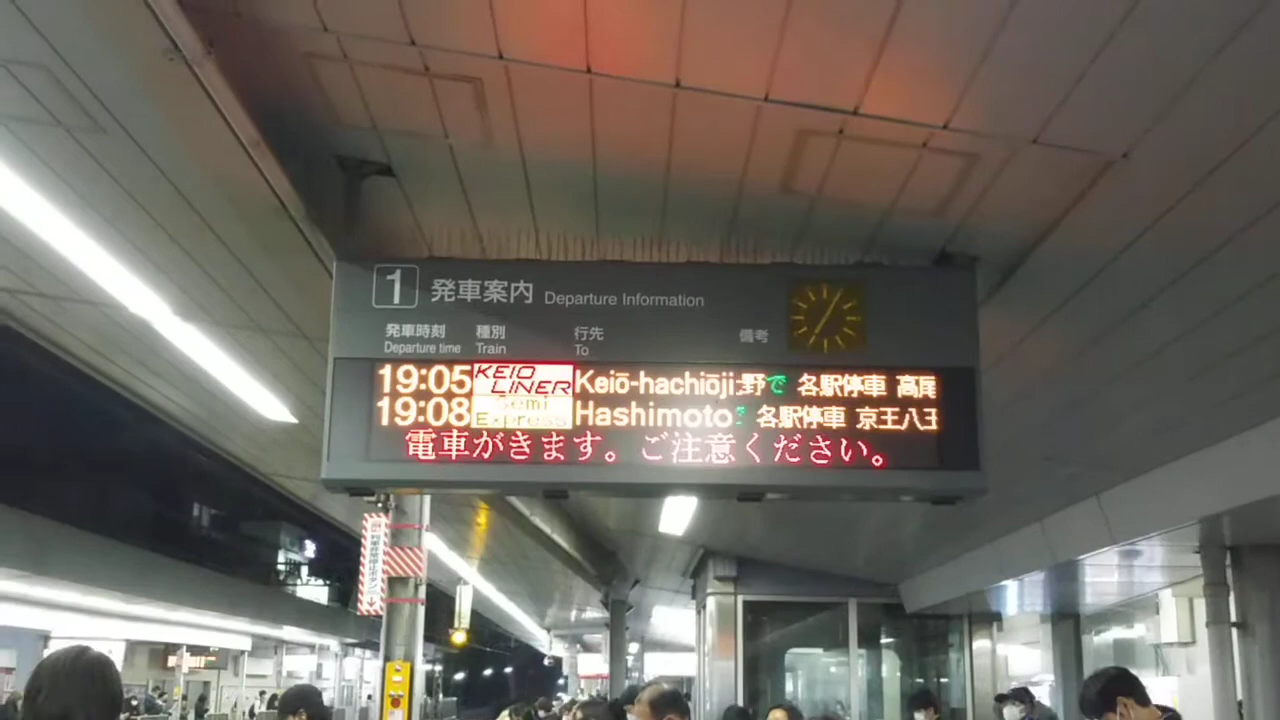 1 発車案内 Departure Information
発車時刻 種別 行先 備考
Departure time Train To
19:05 KEIO LINER Keiō-hachiōji 野で 各駅停車 高尾
19:08 Semi Express Hashimoto 各駅停車 京王八王
電車がきます。ご注意ください。